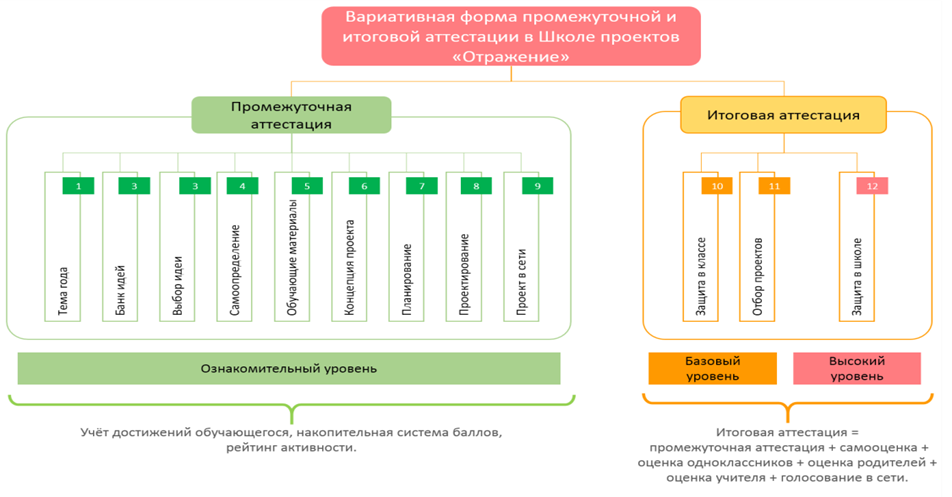 Вариативная форма промежуточной и
итоговой аттестации в Школе проектов
«Отражение»
Промежуточная
аттестация
Итоговая аттестация
1
Тема года
3
Банк идей
3
Выбор идеи
4
Самоопределение
5
Обучающие материалы
6
Концепция проекта
7
Планирование
8
Проектирование
9
Проект в сети
10
Защита в классе
11
Отбор проектов
12
Защита в школе
Ознакомительный уровень
Базовый
уровень
Высокий
уровень
Учёт достижений обучающегося, накопительная система баллов,
рейтинг активности.
Итоговая аттестация =
промежуточная аттестация + самооценка +
оценка одноклассников + оценка родителей +
оценка учителя + голосование в сети.